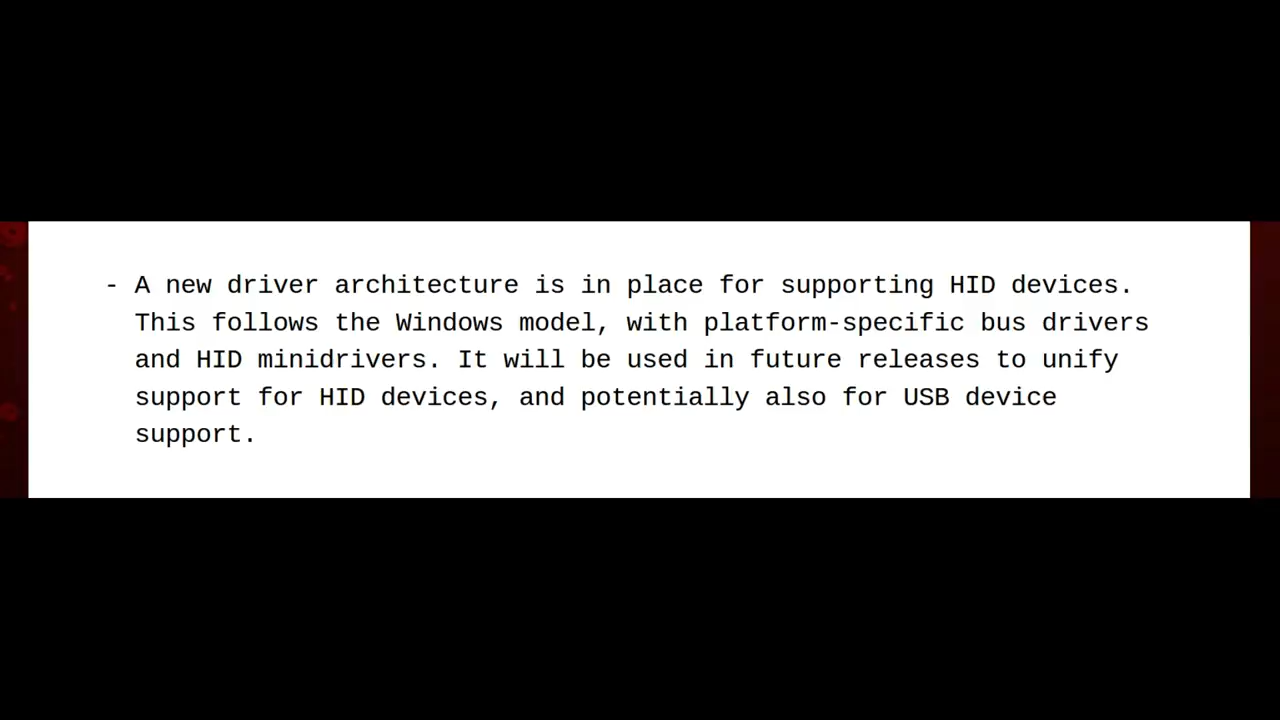 - A new driver architecture is in place for supporting HID devices.
This follows the Windows model, with platform-specific bus drivers
and HID minidrivers. It will be used in future releases to unify
support for HID devices, and potentially also for USB device
support.